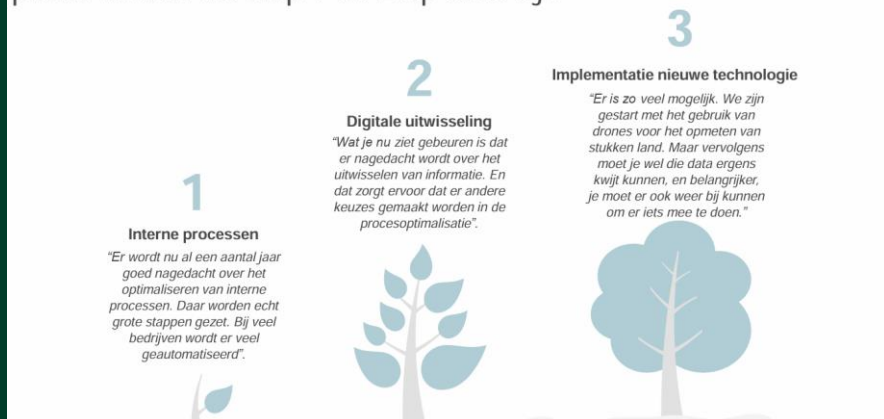 1
Interne processen
“Er wordt nu al een aantal jaar
goed nagedacht over het
optimaliseren van interne
processen. Daar worden echt
grote stappen gezet. Bij veel
bedrijven wordt er veel
geautomatiseerd”.
2
Digitale uitwisseling
“Wat je nu ziet gebeuren is dat
er nagedacht wordt over het
uitwisselen van informatie. En
dat zorgt ervoor dat er andere
keuzes gemaakt worden in de
procesoptimalisatie”.
3
Implementatie nieuwe technologie
“Er is zo veel mogelijk. We zijn
gestart met het gebruik van
drones voor het opmeten van
stukken land. Maar vervolgens
moet je wel die data ergens
kwijt kunnen, en belangrijker,
je moet er ook weer bij kunnen
om er iets mee te doen.”